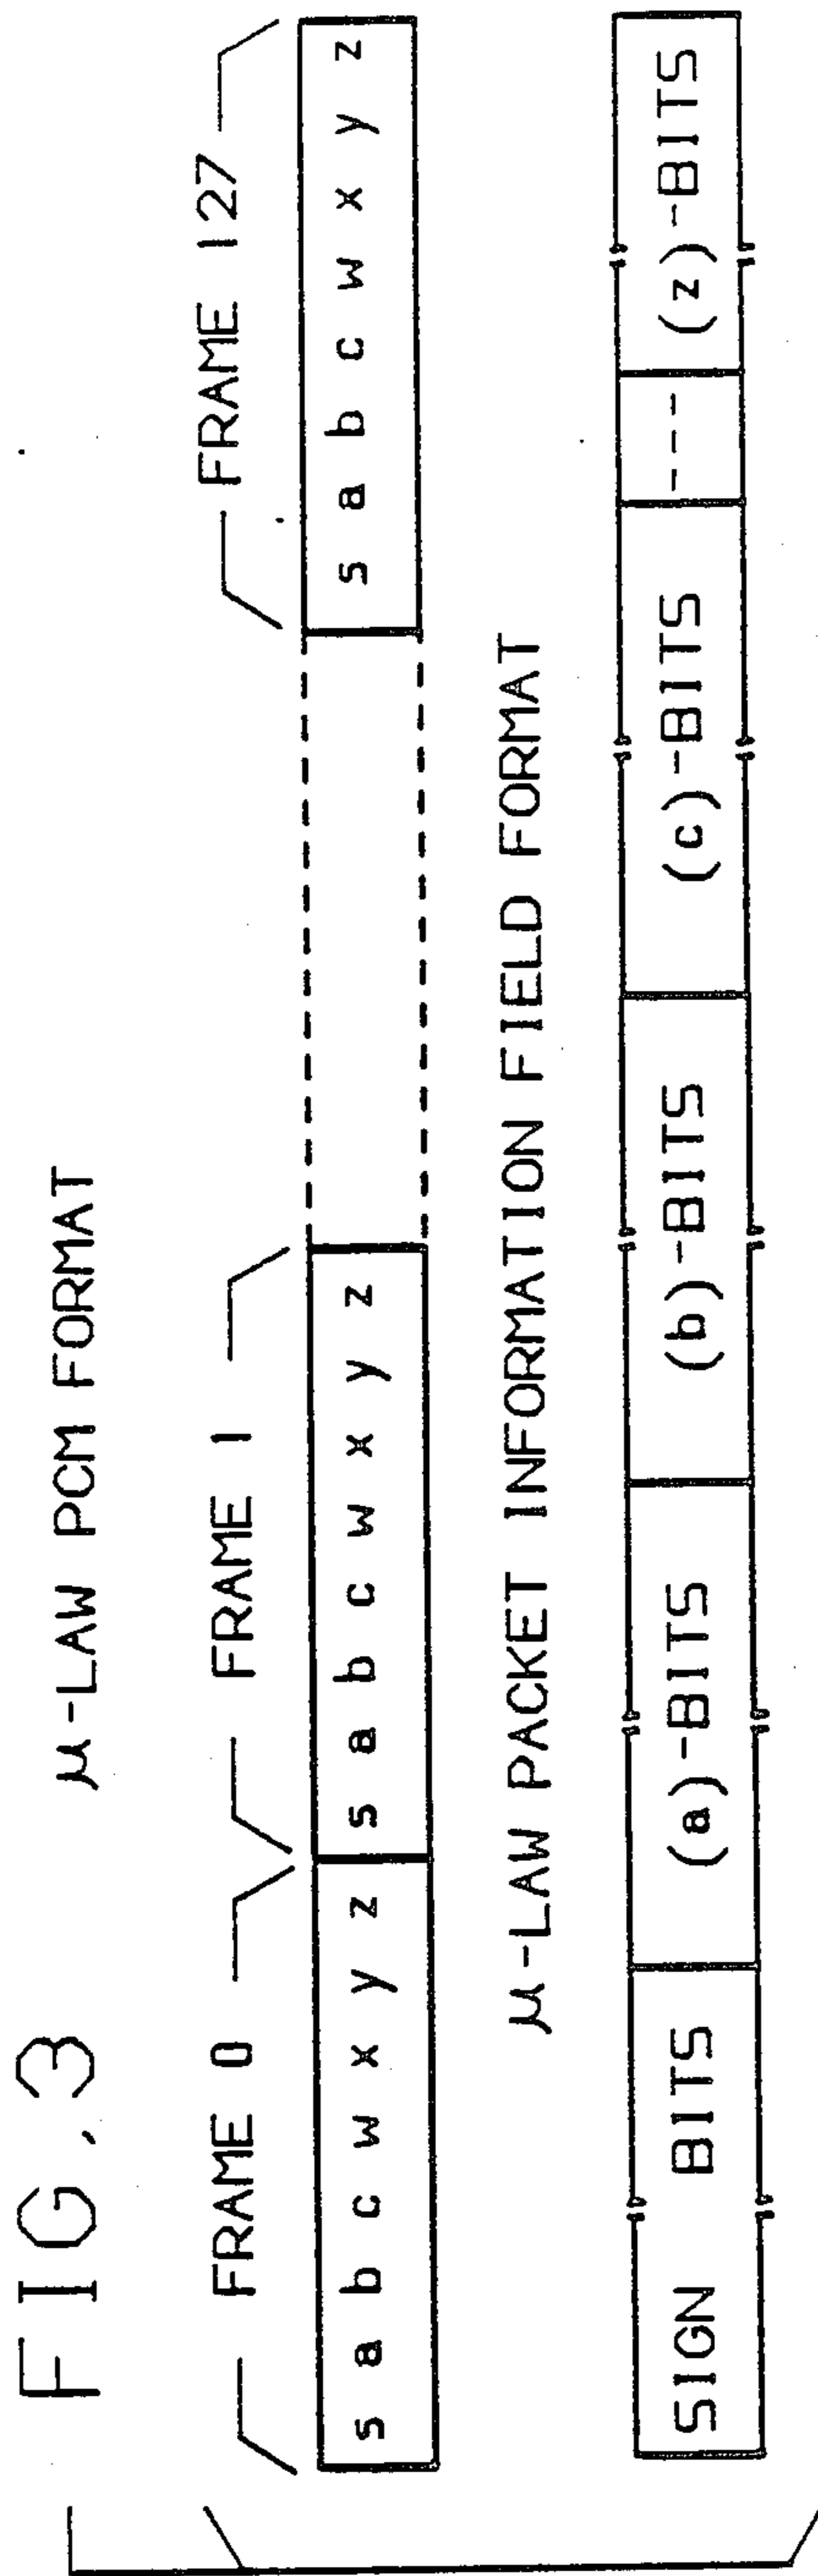 FIG. 3
μ-LAW PCM FORMAT
FRAME 0 FRAME 1 FRAME 127
s a b c w x y z s a b c w x y z s a b c w x y z
μ-LAW PACKET INFORMATION FIELD FORMAT
SIGN BITS (a)-BITS (b)-BITS (c)-BITS --- (z)-BITS